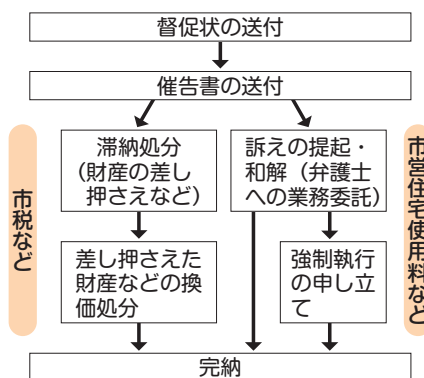 督促状の送付
催告書の送付
市税など
滞納処分
(財産の差し
押さえなど)
訴えの提起・
和解(弁護士
への業務委託)
市営住宅使用料など
差し押さえた
財産などの換
価処分
強制執行
の申し立
て
完納